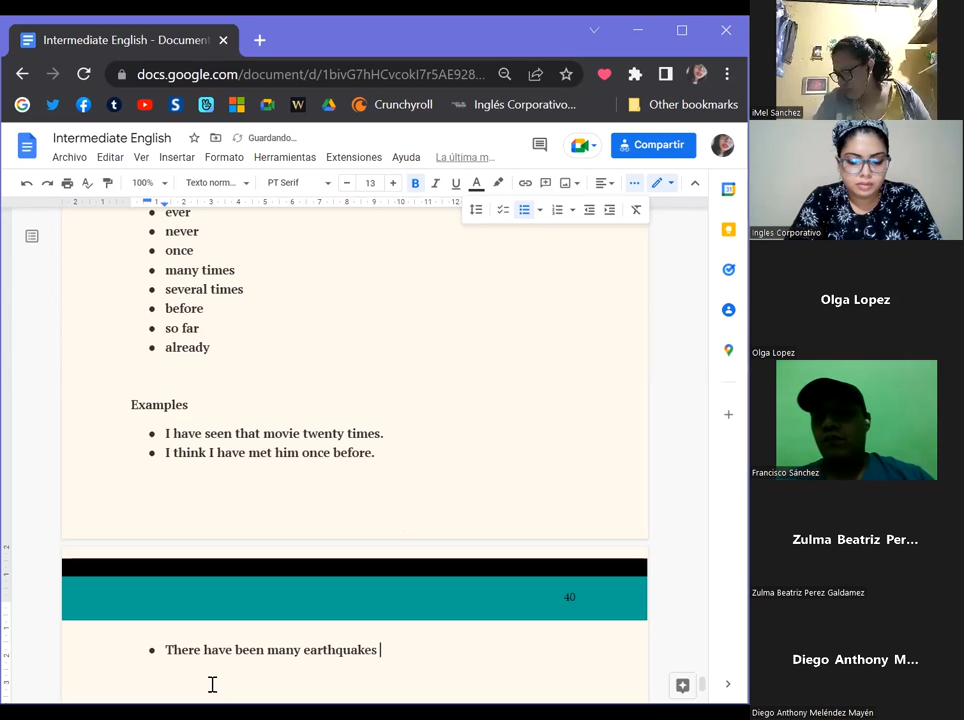 Intermediate English - Document
docs.google.com/document/d/1bivG7hHCvcokI7r5AE928...
Crunchyroll
Inglés Corporativo...
Other bookmarks
Intermediate English
Guardando...
Archivo Editar Ver Insertar Formato Herramientas Extensiones Ayuda La última m...
Compartir
100% Texto norm... PT Serif 13
ever
never
once
many times
several times
before
so far
already
Examples
I have seen that movie twenty times.
I think I have met him once before.
40
There have been many earthquakes
iMel Sanchez
Ingles Corporativo
Olga Lopez
Olga Lopez
Francisco Sánchez
Zulma Beatriz Per...
Zulma Beatriz Perez Galdamez
Diego Anthony M...
Diego Anthony Meléndez Mayén